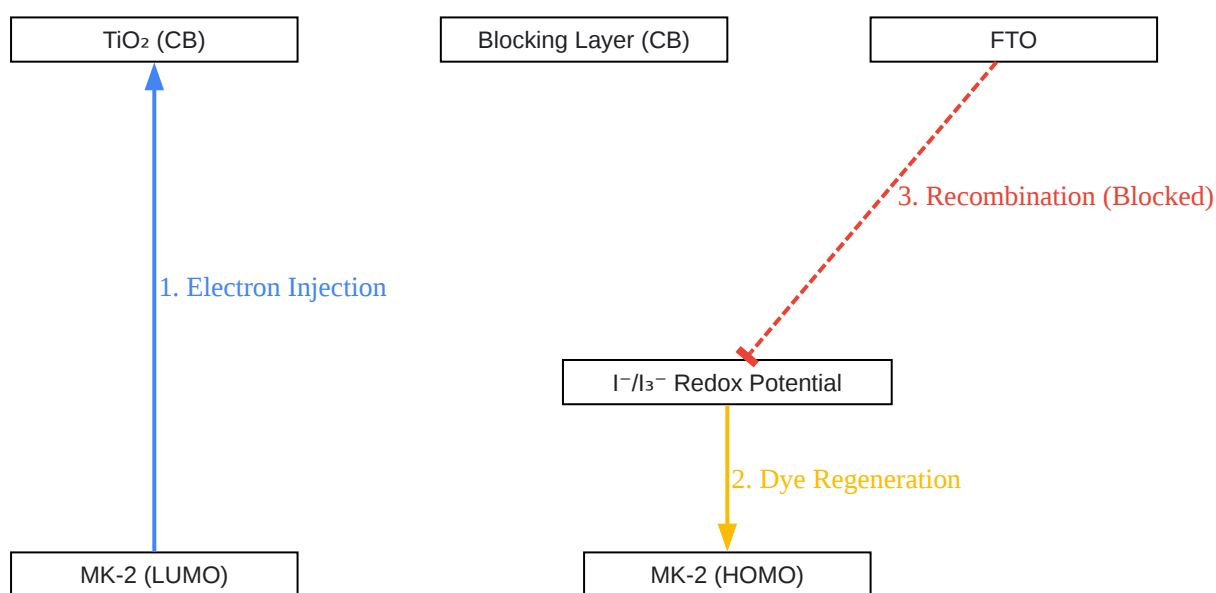 TiO₂ (CB)
Blocking Layer (CB)
FTO
3. Recombination (Blocked)
1. Electron Injection
I⁻/I₃⁻ Redox Potential
2. Dye Regeneration
MK-2 (LUMO)
MK-2 (HOMO)